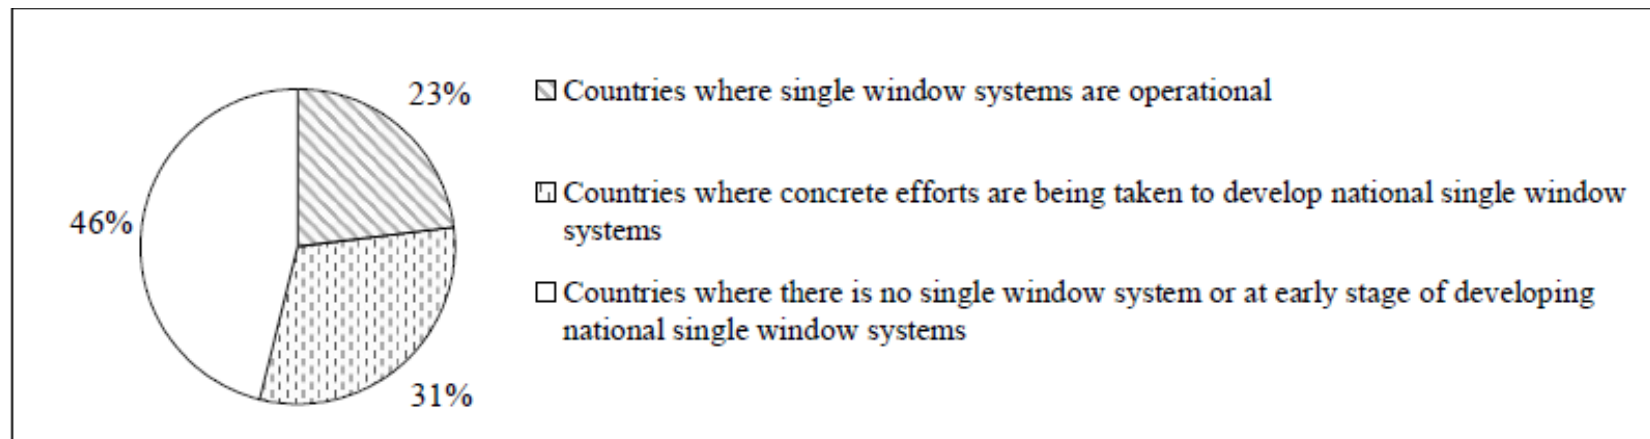 23%
Countries where single window systems are operational
Countries where concrete efforts are being taken to develop national single window
systems
46%
Countries where there is no single window system or at early stage of developing
national single window systems
31%